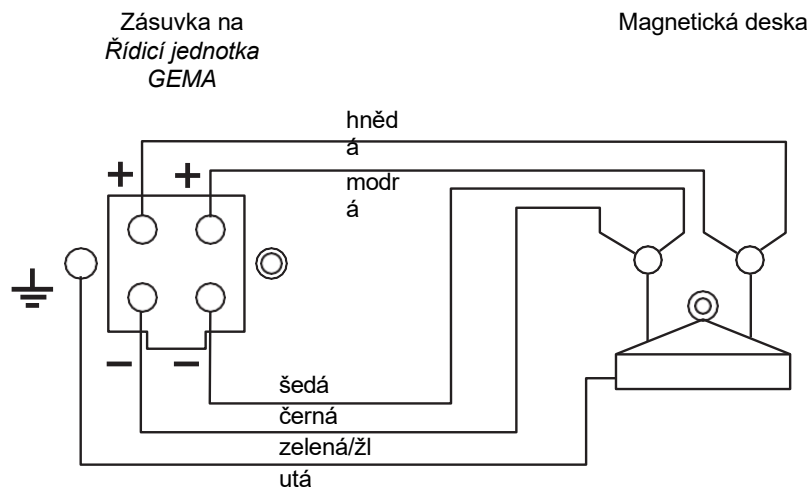 Zásuvka na
Řídicí jednotka
GEMA
Magnetická deska
hněd
á
+ +
modr
á
– –
šedá
černá
zelená/žl
utá